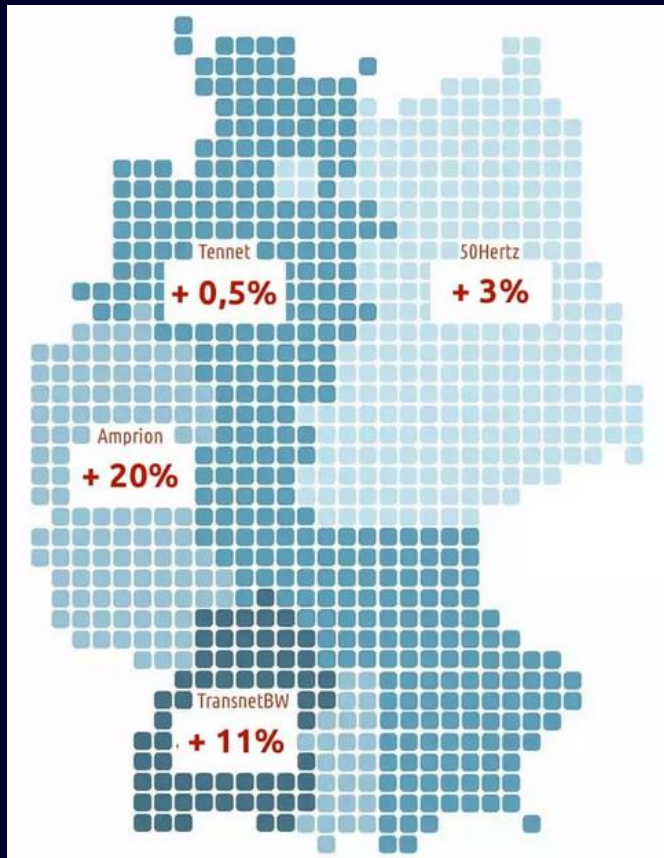 Tennet
+ 0,5%
50Hertz
+ 3%
Amprion
+ 20%
TransnetBW
+ 11%